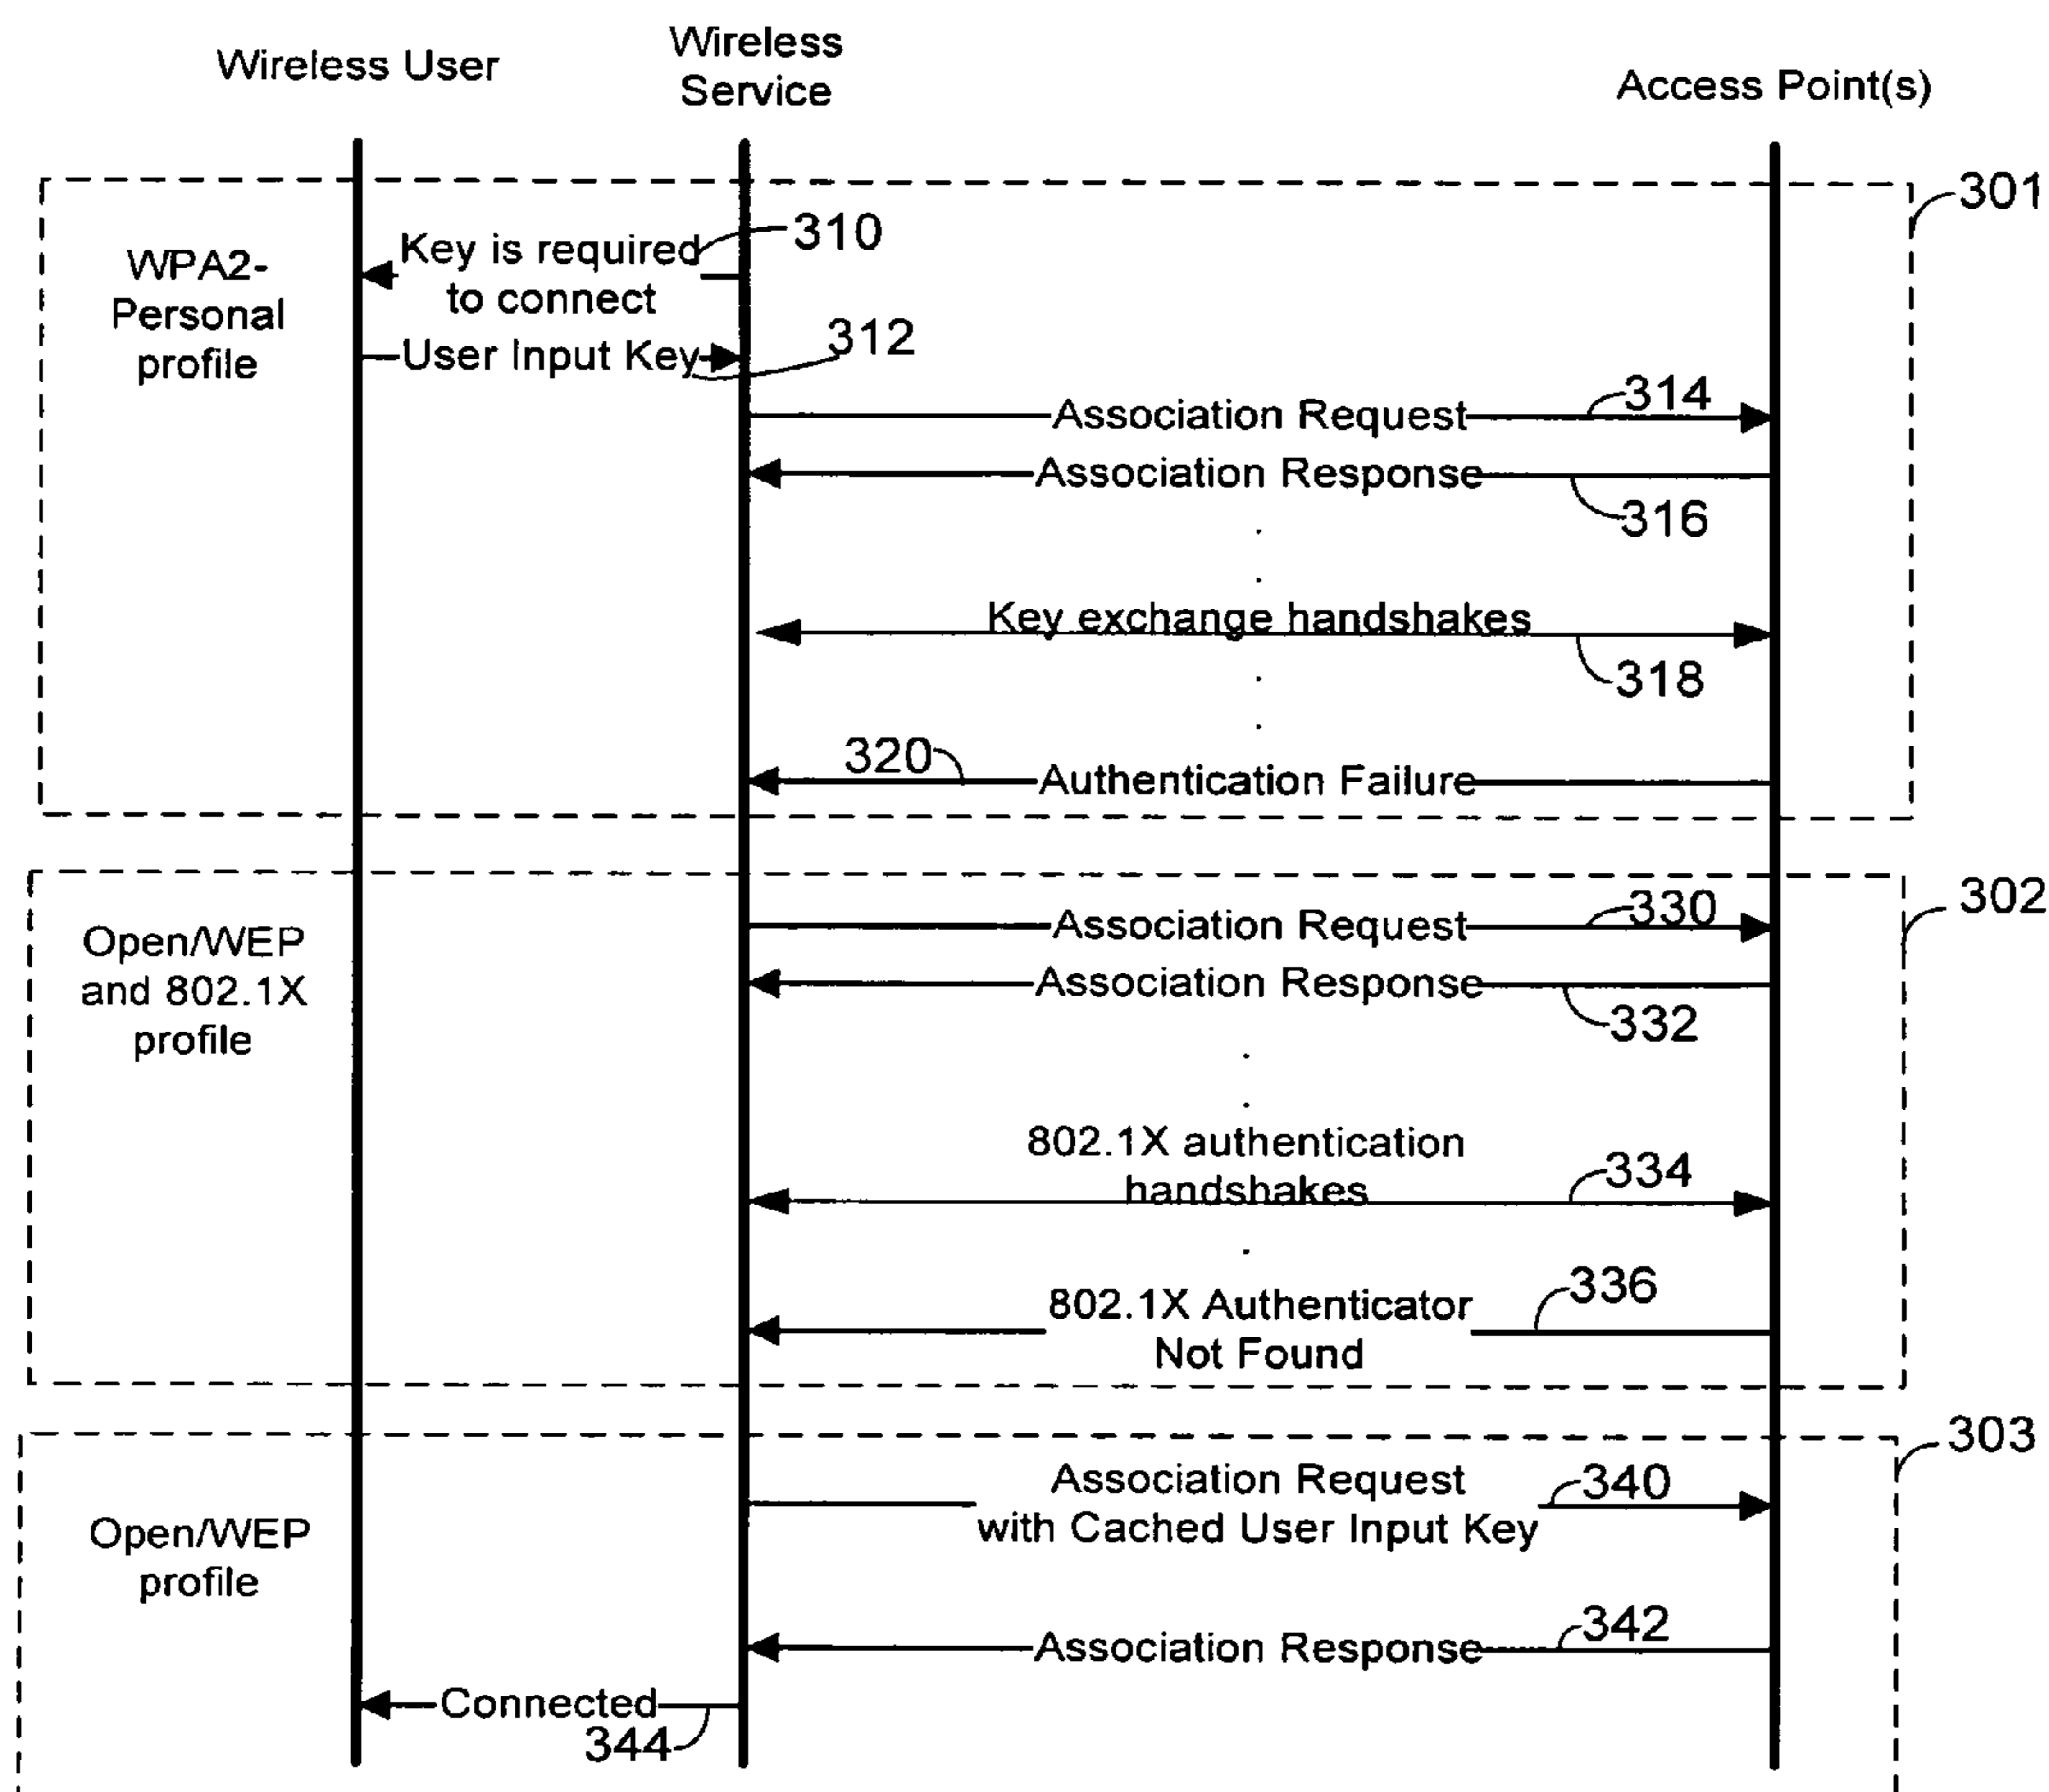 Wireless User
Wireless
Service
Access Point(s)
301
WPA2-
Personal
profile
Key is required
to connect
310
User Input Key
312
Association Request
314
Association Response
316
Key exchange handshakes
318
320
Authentication Failure
302
Open/WEP
and 802.1X
profile
Association Request
330
Association Response
332
802.1X authentication
handshakes
334
802.1X Authenticator
Not Found
336
303
Open/WEP
profile
Association Request
with Cached User Input Key
340
Association Response
342
Connected
344